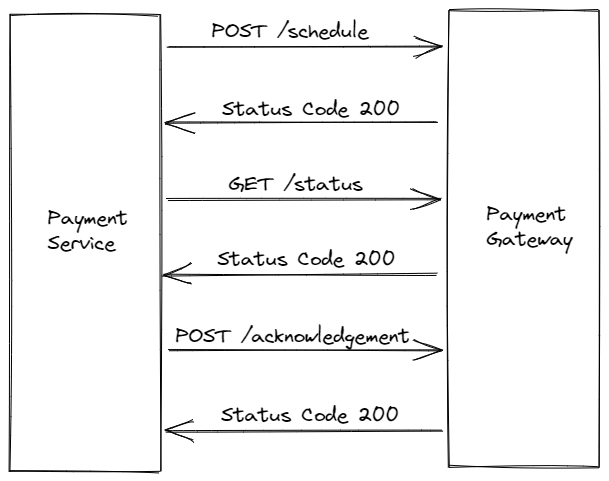 POST /schedule
Status Code 200
GET /status
Payment
Service
Payment
Gateway
Status Code 200
POST /acknowledgement
Status Code 200